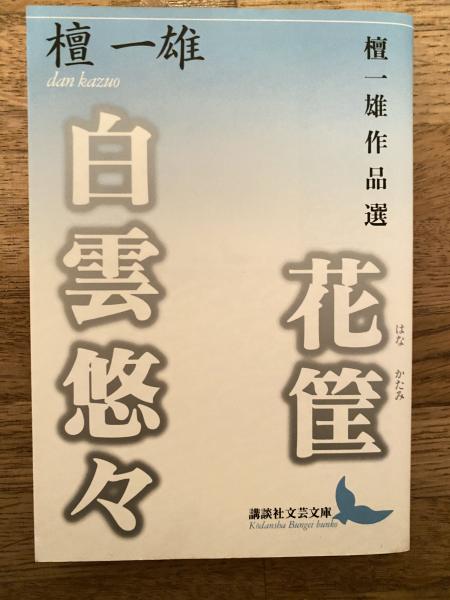 檀 一雄
dan kazuo
檀一雄作品選
花筐
はな かたみ
白雲悠々
講談社文芸文庫
Kōdansha Bungei bunko